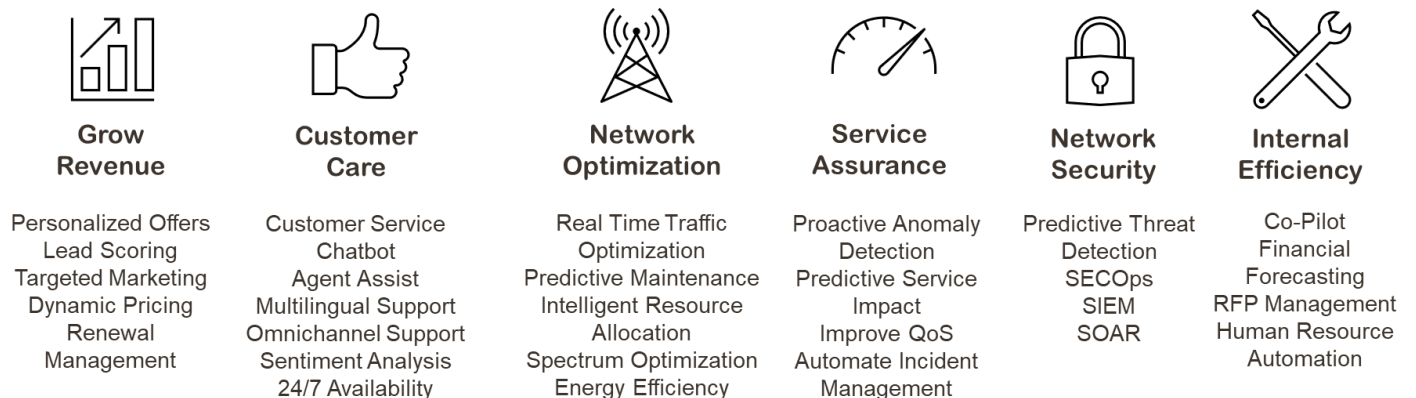 Grow
Revenue
Personalized Offers
Lead Scoring
Targeted Marketing
Dynamic Pricing
Renewal
Management
Customer
Care
Customer Service
Chatbot
Agent Assist
Multilingual Support
Omnichannel Support
Sentiment Analysis
24/7 Availability
Network
Optimization
Real Time Traffic
Optimization
Predictive Maintenance
Intelligent Resource
Allocation
Spectrum Optimization
Energy Efficiency
Service
Assurance
Proactive Anomaly
Detection
Predictive Service
Impact
Improve QoS
Automate Incident
Management
Network
Security
Predictive Threat
Detection
SECOps
SIEM
SOAR
Internal
Efficiency
Co-Pilot
Financial
Forecasting
RFP Management
Human Resource
Automation